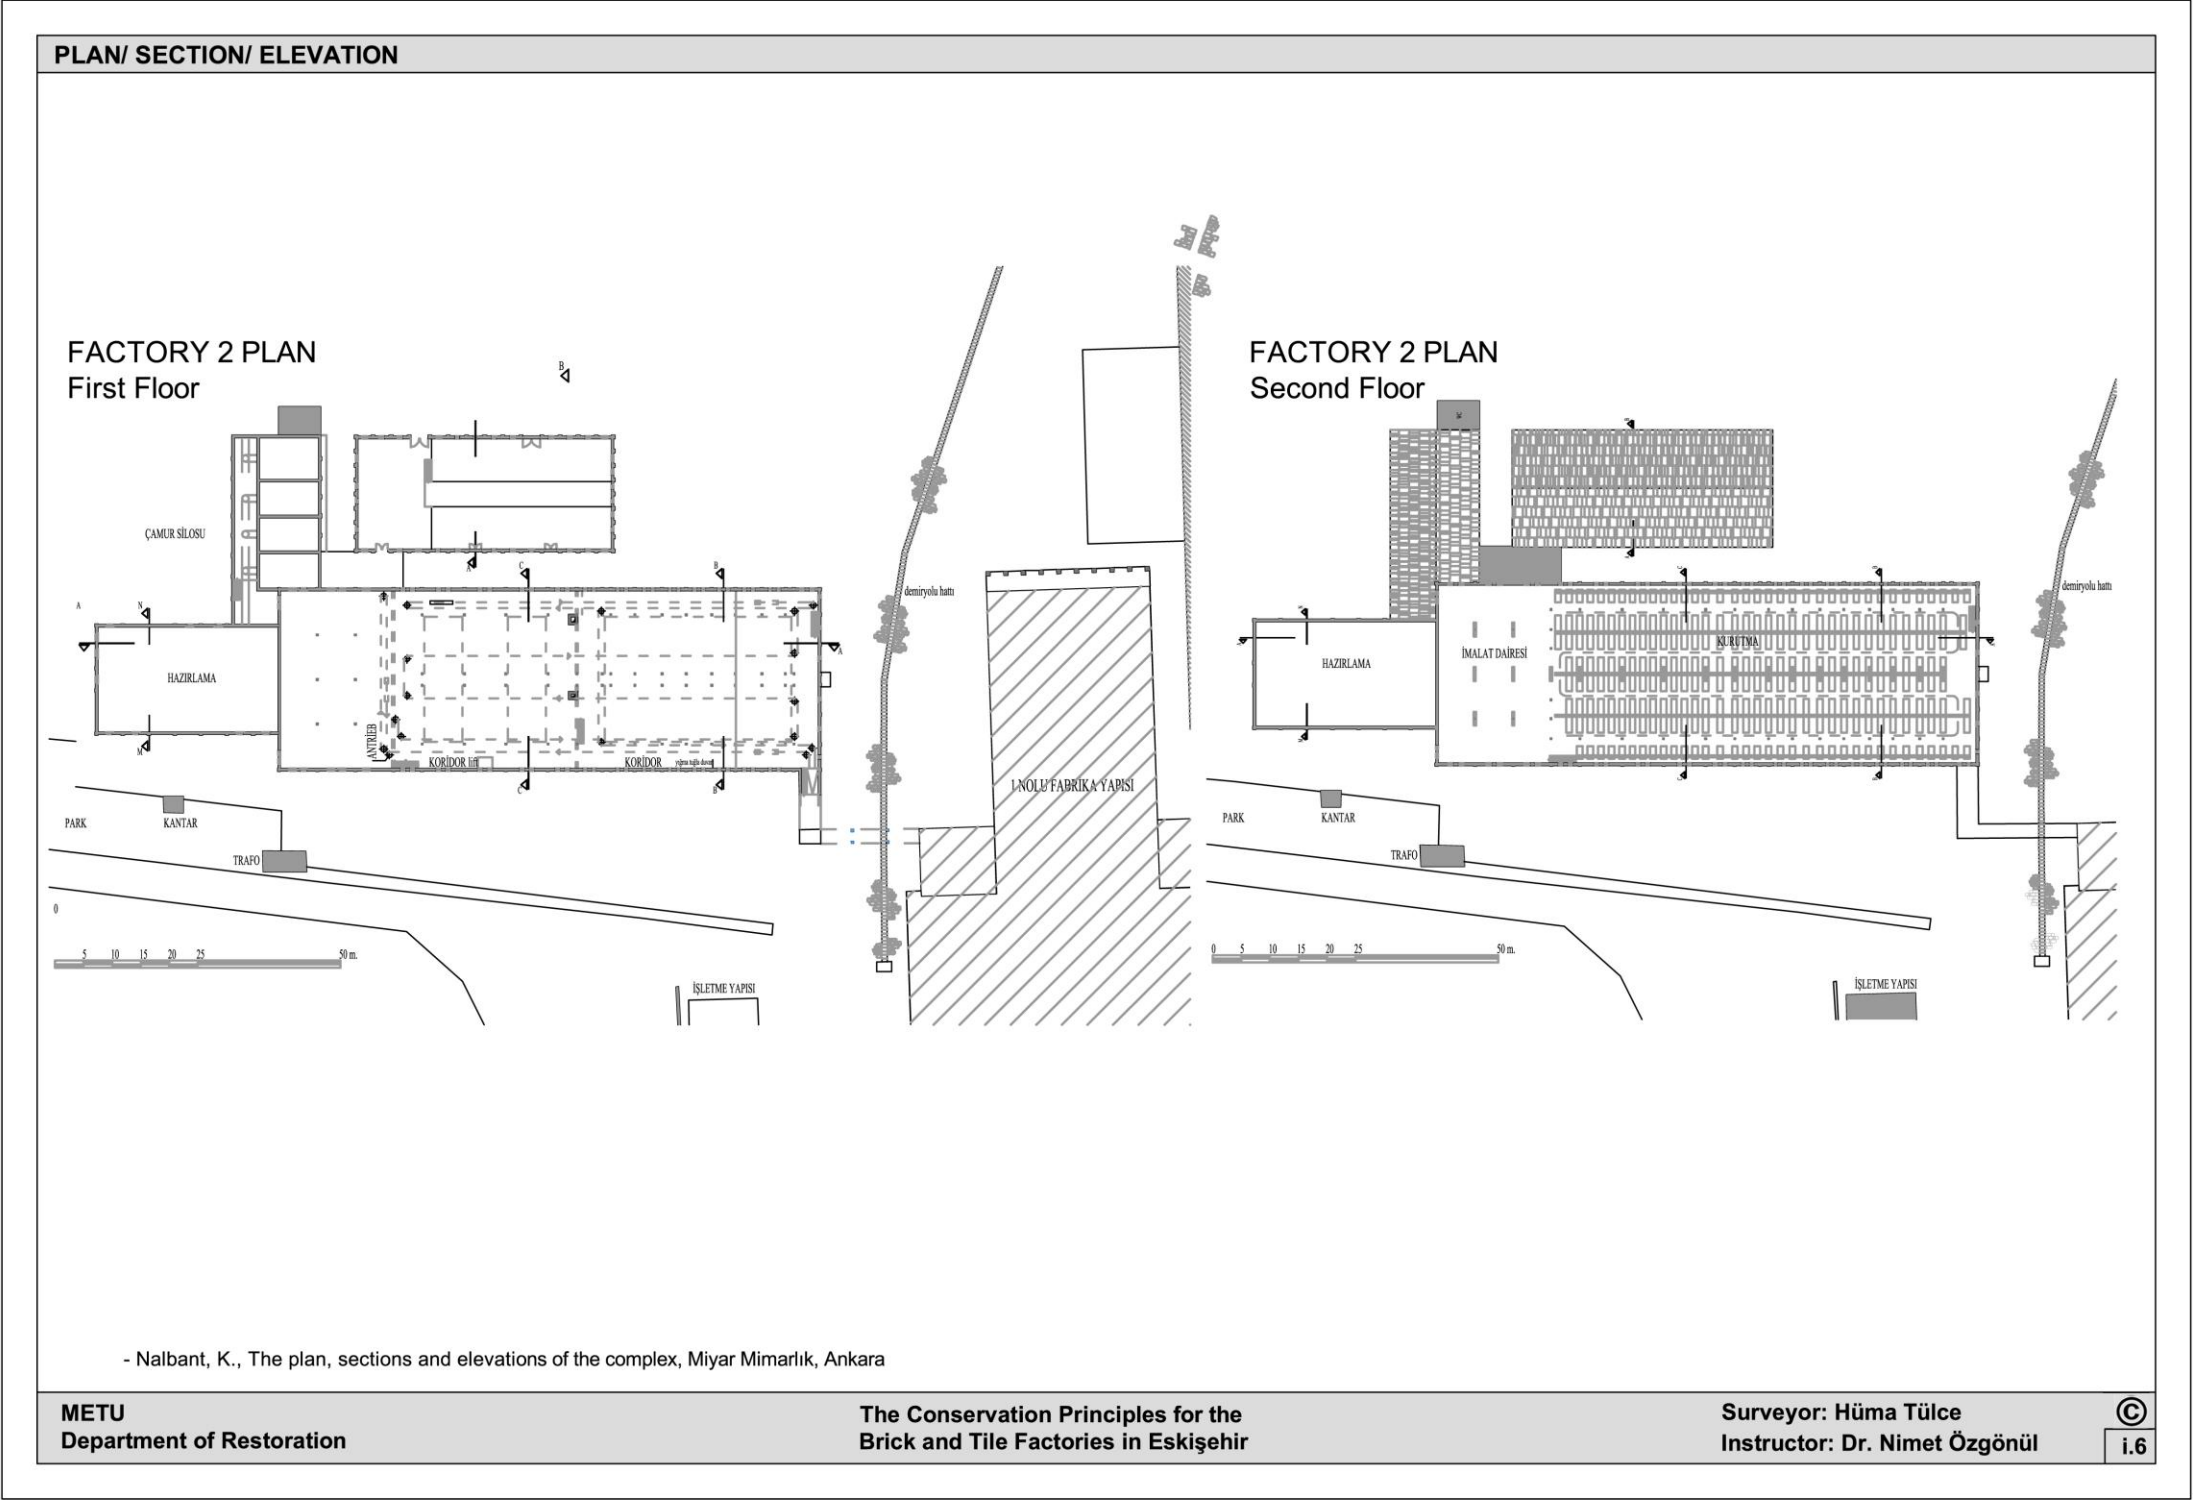 PLAN/ SECTION/ ELEVATION
FACTORY 2 PLAN
First Floor
B
ÇAMUR SİLOSU
A
C
B
A
N
HAZIRLAMA
A
M
ANTRİEB
KORİDOR lift
KORİDOR
C
B
demiryolu hattı
1 NOLU FABRIKA YAPISI
PARK
KANTAR
TRAFO
0
5 10 15 20 25 50 m.
İŞLETME YAPISI
FACTORY 2 PLAN
Second Floor
HAZIRLAMA
İMALAT DAİRESİ
KURUTMA
demiryolu hattı
PARK
KANTAR
TRAFO
0 5 10 15 20 25 50 m.
İŞLETME YAPISI
- Nalbant, K., The plan, sections and elevations of the complex, Miyar Mimarlık, Ankara
METU
Department of Restoration
The Conservation Principles for the
Brick and Tile Factories in Eskişehir
Surveyor: Hüma Tülce
Instructor: Dr. Nimet Özgönül
©
i.6